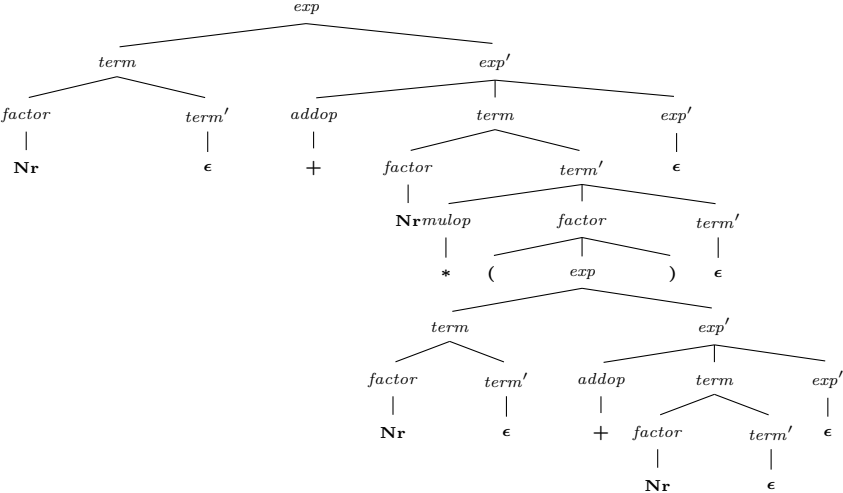 exp
term exp′
factor term′ addop term exp′
Nr ϵ + factor term′ ϵ
Nr mulop factor term′
* ( exp ) ϵ
term exp′
factor term′ addop term exp′
Nr ϵ + factor term′ ϵ
Nr ϵ